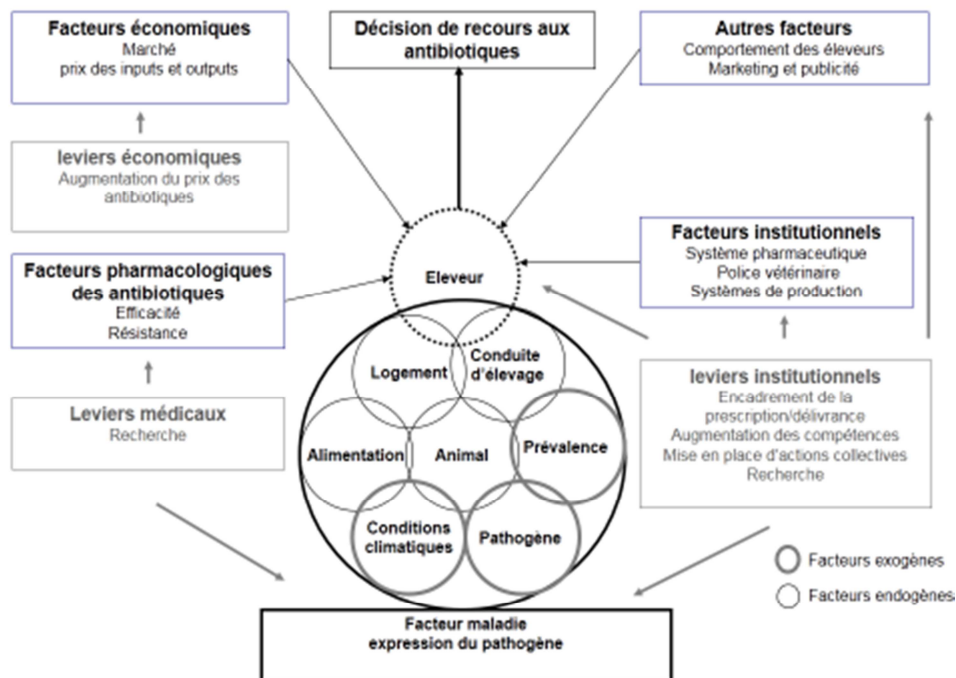 Facteurs économiques
Marché
prix des inputs et outputs
Décision de recours aux
antibiotiques
Autres facteurs
Comportement des éleveurs
Marketing et publicité
leviers économiques
Augmentation du prix des
antibiotiques
Facteurs pharmacologiques
des antibiotiques
Efficacité
Résistance
Eleveur
Facteurs institutionnels
Système pharmaceutique
Police vétérinaire
Systèmes de production
Leviers médicaux
Recherche
Logement
Conduite
d'élevage
Alimentation
Animal
Prévalence
Conditions
climatiques
Pathogène
leviers institutionnels
Encadrement de la
prescription/délivrance
Augmentation des compétences
Mise en place d'actions collectives
Recherche
Facteurs exogènes
Facteurs endogènes
Facteur maladie
expression du pathogène